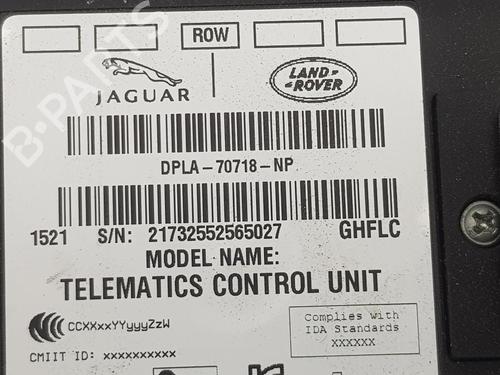 ROW
JAGUAR
LAND-
-ROVER
DPLA-70718-NP
1521 S/N: 21732552565027 GHFLC
MODEL NAME:
TELEMATICS CONTROL UNIT
CCXXxxYYyyyZzW
CMIIT ID: xxxxxxxxxx
Complies with
IDA Standards
XXXXXX
B-PARTS